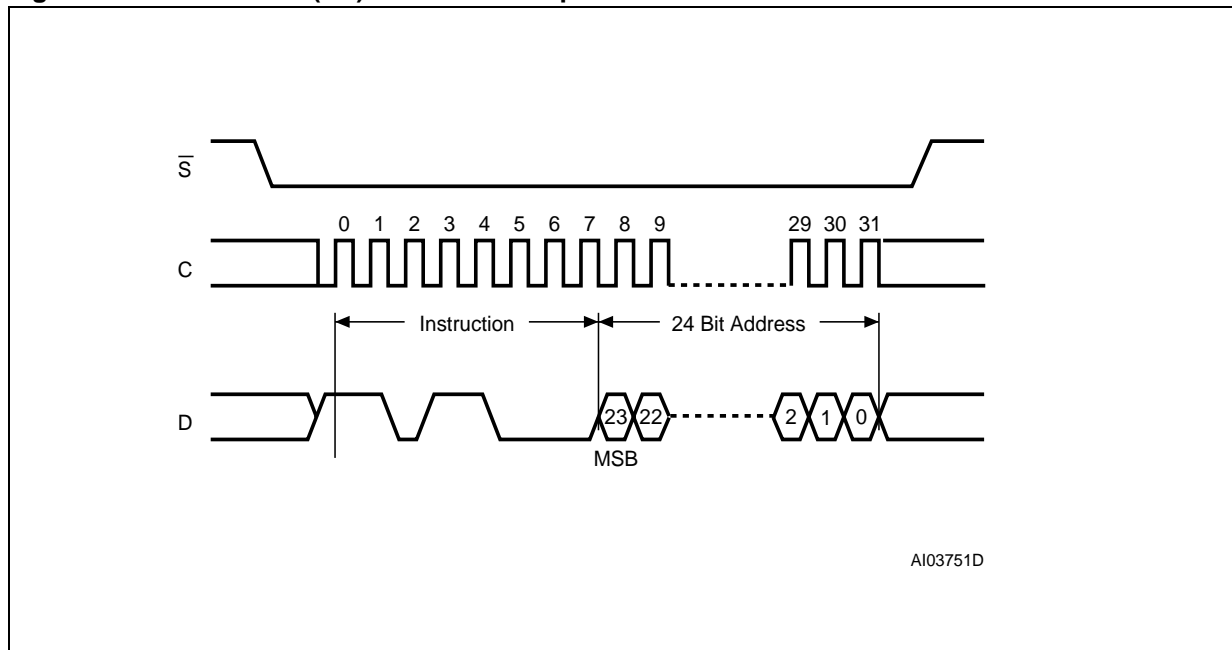 S̅
0 1 2 3 4 5 6 7 8 9 29 30 31
C
Instruction 24 Bit Address
D
23 22 2 1 0
MSB
AI03751D